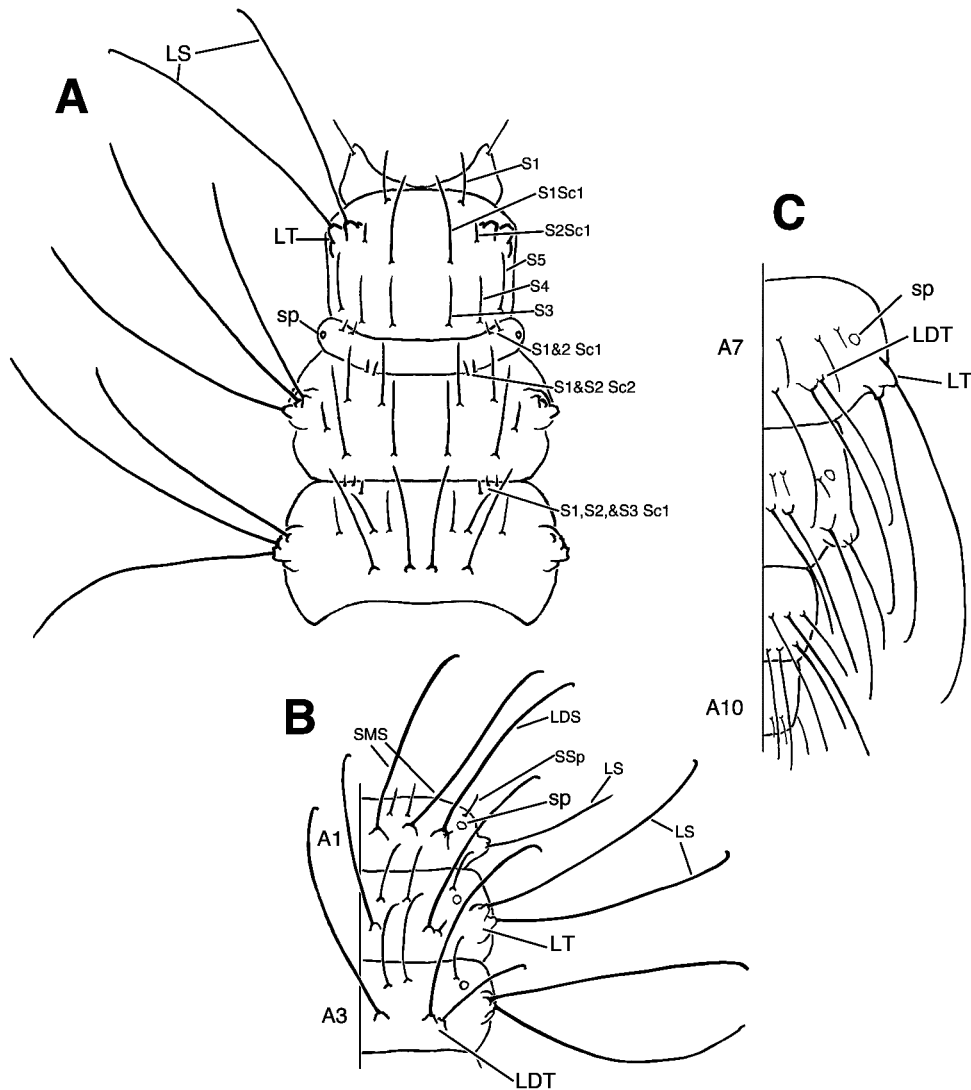 A
LS
S1
S1Sc1
LT
S2Sc1
S5
S4
S3
sp
S1&2 Sc1
S1&S2 Sc2
S1,S2,&S3 Sc1
B
SMS
LDS
SSp
LS
sp
A1
LS
LT
A3
LDT
C
sp
A7
LDT
LT
A10